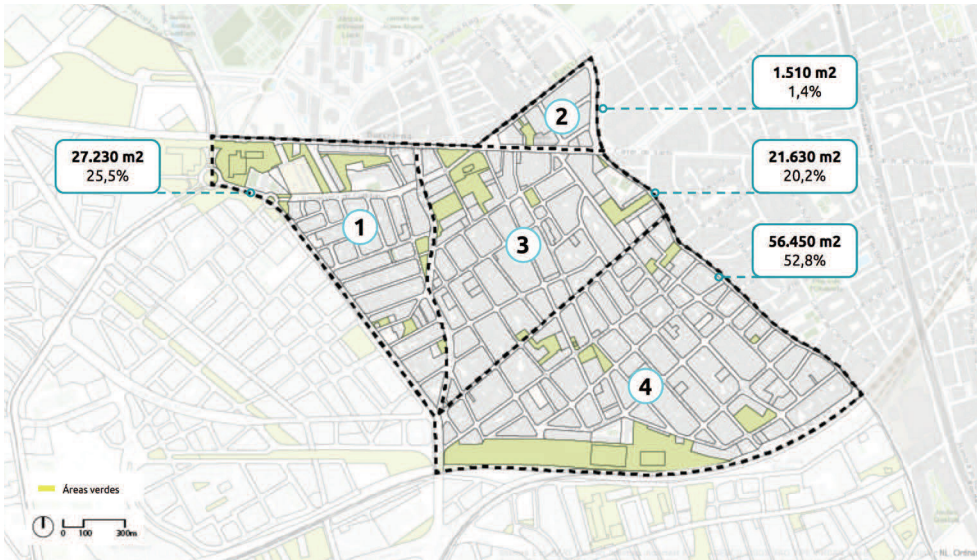 1.510 m2
1,4%
2
27.230 m2
25,5%
21.630 m2
20,2%
1
3
56.450 m2
52,8%
4
Áreas verdes
0 100 300m